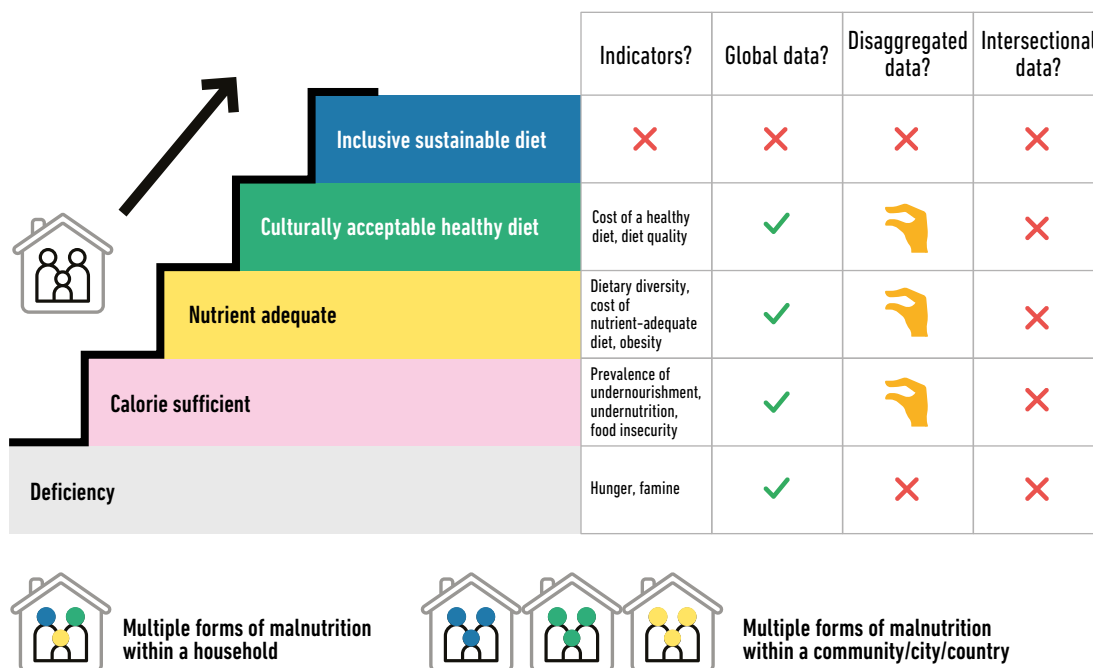 Indicators?
Global data?
Disaggregated
data?
Intersectional
data?
Inclusive sustainable diet
Culturally acceptable healthy diet
Cost of a healthy
diet, diet quality
Nutrient adequate
Dietary diversity,
cost of
nutrient-adequate
diet, obesity
Calorie sufficient
Prevalence of
undernourishment,
undernutrition,
food insecurity
Deficiency
Hunger, famine
Multiple forms of malnutrition
within a household
Multiple forms of malnutrition
within a community/city/country